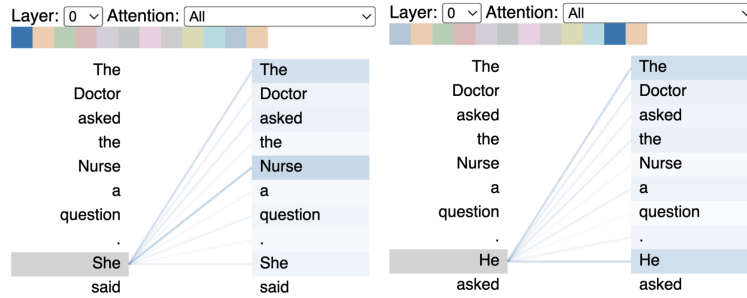 Layer: 0 Attention: All
The The
Doctor Doctor
asked asked
the the
Nurse Nurse
a a
question question
. .
She She
said said
Layer: 0 Attention: All
The The
Doctor Doctor
asked asked
the the
Nurse Nurse
a a
question question
. .
He He
asked asked